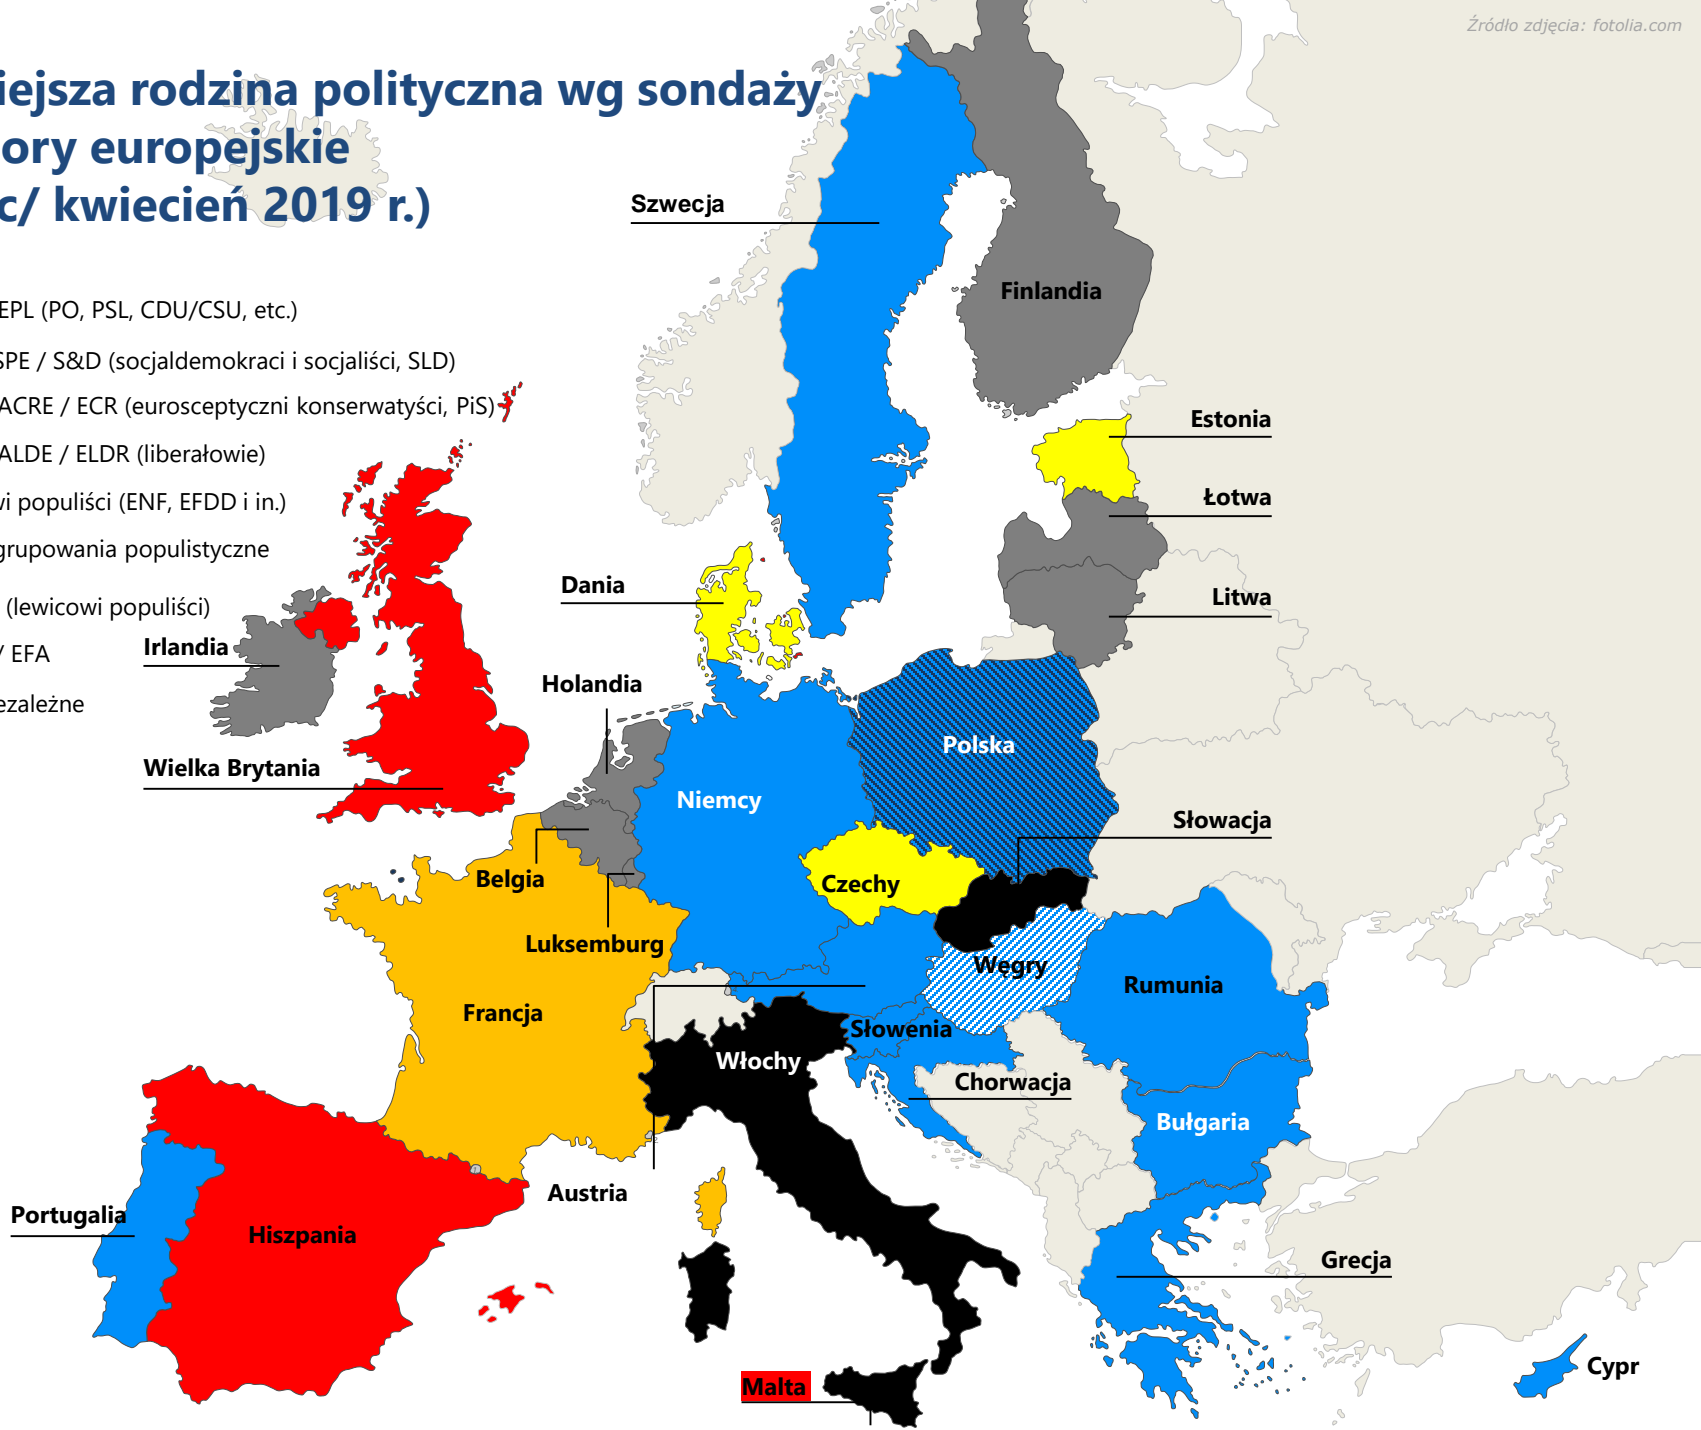 Źródło zdjęcia: fotolia.com
iejsza rodzina polityczna wg sondaży
ory europejskie
c/ kwiecień 2019 r.)
EPL (PO, PSL, CDU/CSU, etc.)
SPE / S&D (socjaldemokraci i socjaliści, SLD)
ACRE / ECR (eurosceptyczni konserwatyści, PiS)
ALDE / ELDR (liberałowie)
vi populiści (ENF, EFDD i in.)
grupowania populistyczne
(lewicowi populiści)
/ EFA
ezależne
Szwecja
Finlandia
Estonia
Łotwa
Litwa
Dania
Irlandia
Holandia
Wielka Brytania
Polska
Niemcy
Słowacja
Belgia
Czechy
Luksemburg
Węgry
Rumunia
Francja
Słowenia
Włochy
Chorwacja
Bułgaria
Austria
Portugalia
Hiszpania
Grecja
Malta
Cypr